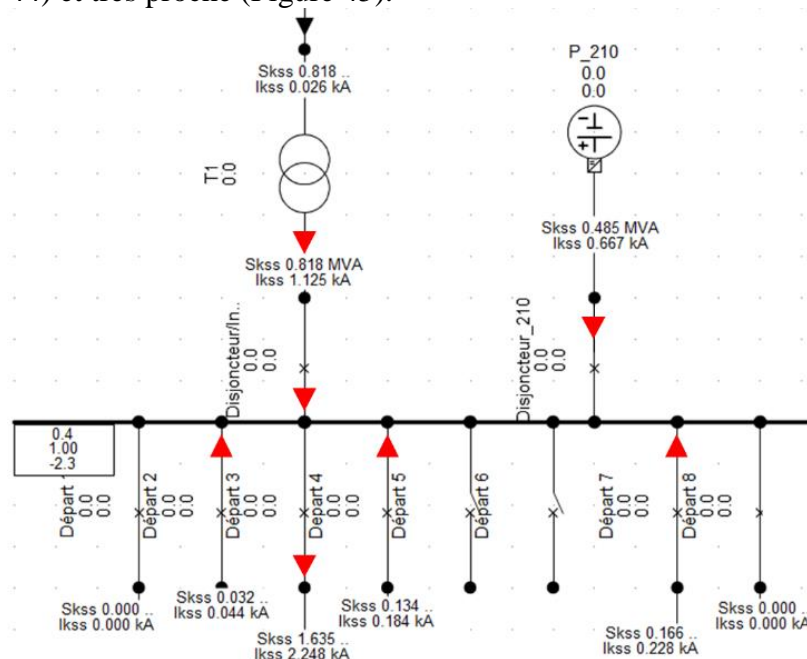 44) et très proche (Figure 45).
P_210
0.0
0.0
Skss 0.818 ..
Ikss 0.026 kA
T1
0.0
Skss 0.485 MVA
Ikss 0.667 kA
Skss 0.818 MVA
Ikss 1.125 kA
Disjoncteur/In..
0.0
0.0
Disjoncteur_210
0.0
0.0
0.4
1.00
-2.3
Départ
0.0
0.0
Départ 2
0.0
0.0
Départ 3
0.0
0.0
Départ 4
0.0
0.0
Départ 5
0.0
0.0
Départ 6
Départ 7
0.0
0.0
Départ 8
0.0
0.0
Skss 0.000 ..
Ikss 0.000 kA
Skss 0.032 ..
Ikss 0.044 kA
Skss 1.635 ..
Ikss 2.248 kA
Skss 0.134 ..
Ikss 0.184 kA
Skss 0.166 ..
Ikss 0.228 kA
Skss 0.000 ..
Ikss 0.000 kA